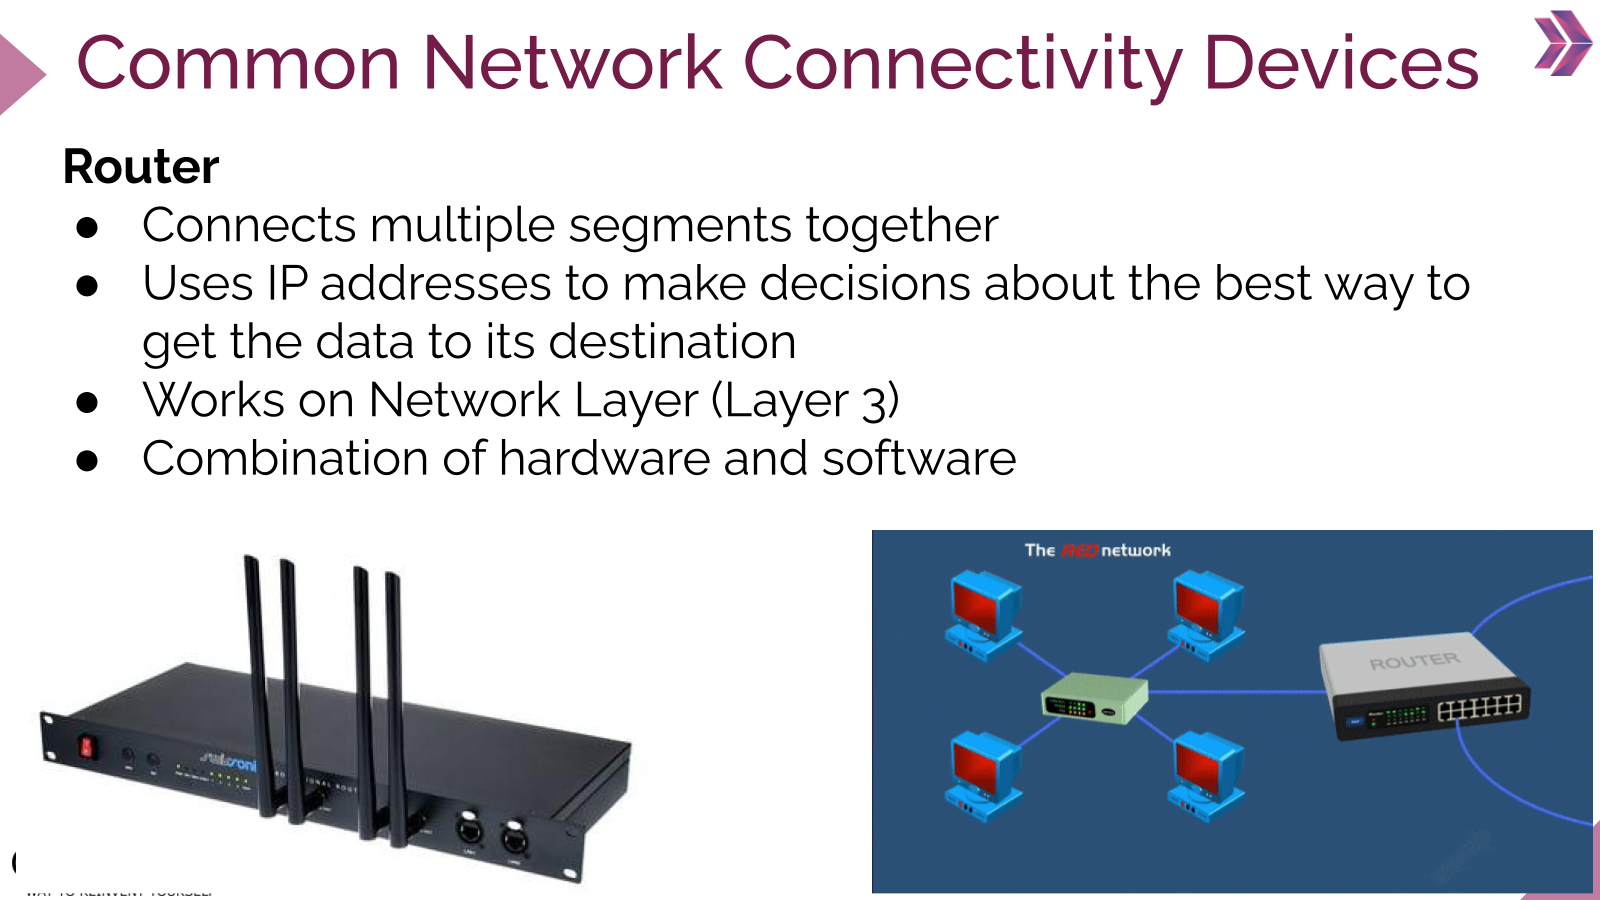 Common Network Connectivity Devices
Router
● Connects multiple segments together
● Uses IP addresses to make decisions about the best way to
get the data to its destination
● Works on Network Layer (Layer 3)
● Combination of hardware and software
The RED network
ROUTER